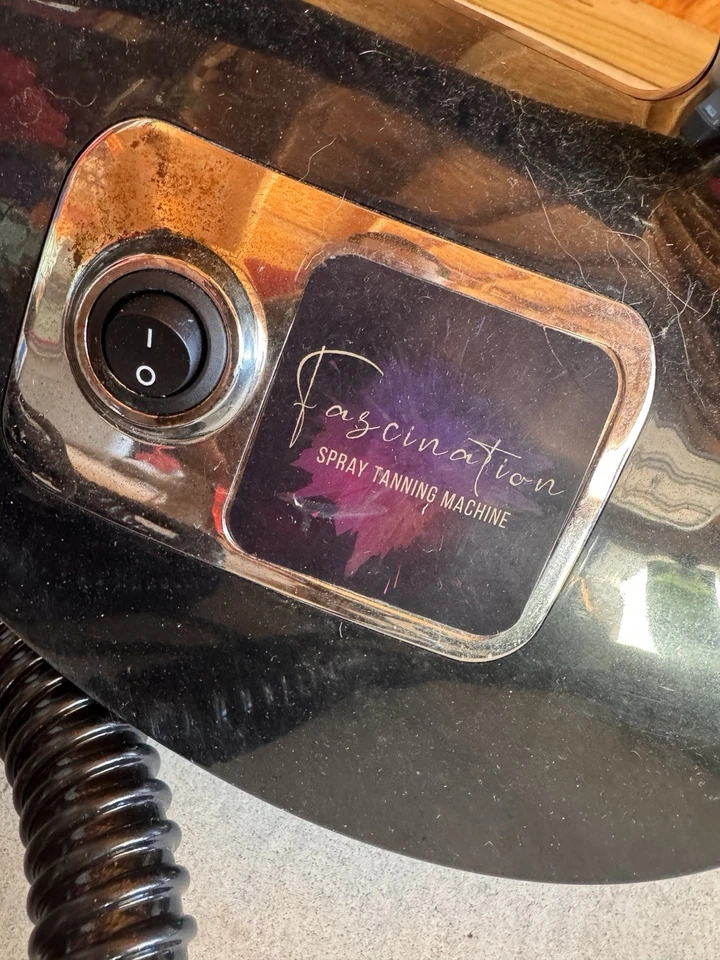 I
O
Fascination
SPRAY TANNING MACHINE